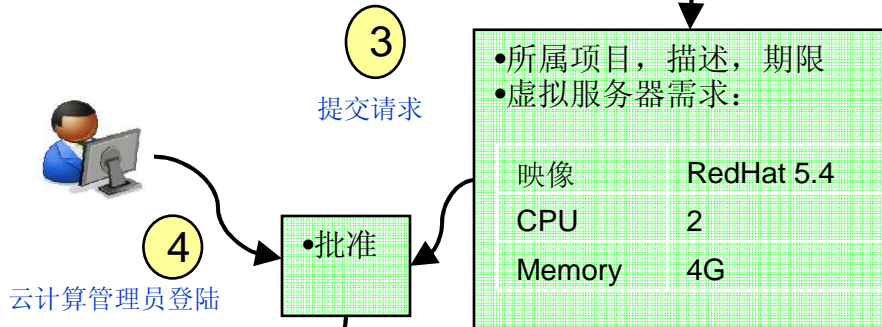 3
提交请求
•所属项目，描述，期限
•虚拟服务器需求：
映像 RedHat 5.4
CPU 2
Memory 4G
4
云计算管理员登陆
•批准